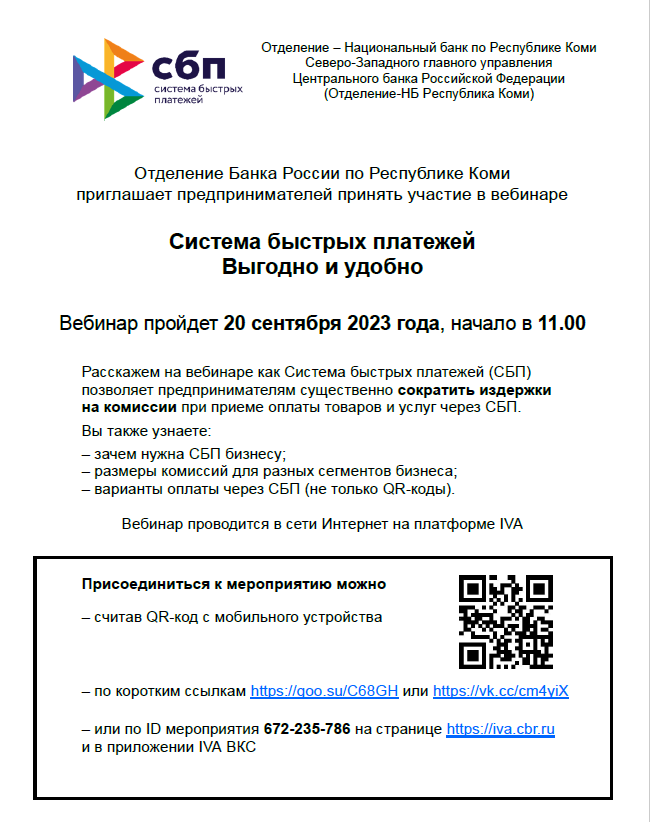 сбп
система быстрых
платежей
Отделение – Национальный банк по Республике Коми
Северо-Западного главного управления
Центрального банка Российской Федерации
(Отделение-НБ Республика Коми)
Отделение Банка России по Республике Коми
приглашает предпринимателей принять участие в вебинаре
Система быстрых платежей
Выгодно и удобно
Вебинар пройдет 20 сентября 2023 года, начало в 11.00
Расскажем на вебинаре как Система быстрых платежей (СБП)
позволяет предпринимателям существенно сократить издержки
на комиссии при приеме оплаты товаров и услуг через СБП.
Вы также узнаете:
– зачем нужна СБП бизнесу;
– размеры комиссий для разных сегментов бизнеса;
– варианты оплаты через СБП (не только QR-коды).
Вебинар проводится в сети Интернет на платформе IVA
Присоединиться к мероприятию можно
– считав QR-код с мобильного устройства
– по коротким ссылкам https://goo.su/C68GH или https://vk.cc/cm4yiX
– или по ID мероприятия 672-235-786 на странице https://iva.cbr.ru
и в приложении IVA ВКС